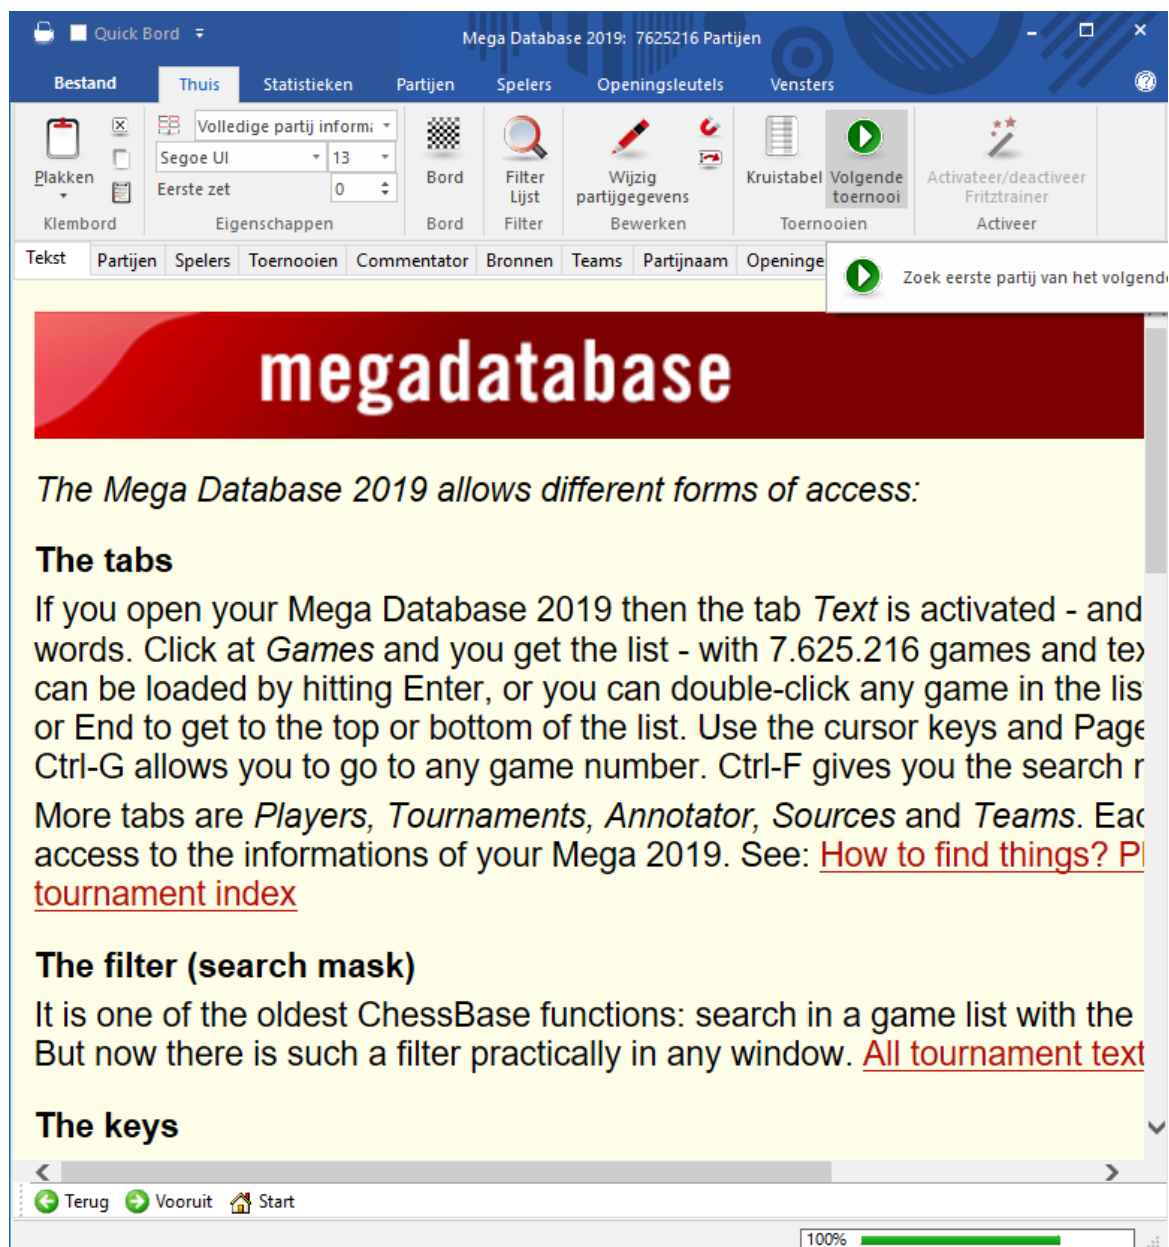 Quick Bord
Mega Database 2019: 7625216 Partijen
Bestand Thuis Statistieken Partijen Spelers Openingsleutels Vensters
Plakken
Klembord
Volledige partij inform
Segoe UI 13
Eerste zet 0
Eigenschappen
Bord
Bord
Filter
Lijst
Filter
Wijzig
partijgegevens
Bewerken
Kruistabel
Volgende
toernooi
Toernooien
Activateer/deactiveer
Fritztrainer
Activeer
Tekst Partijen Spelers Toernooien Commentator Bronnen Teams Partijnaam Openinge
Zoek eerste partij van het volgende
megadatabase
The Mega Database 2019 allows different forms of access:
The tabs
If you open your Mega Database 2019 then the tab Text is activated - and
words. Click at Games and you get the list - with 7.625.216 games and tex
can be loaded by hitting Enter, or you can double-click any game in the lis
or End to get to the top or bottom of the list. Use the cursor keys and Page
Ctrl-G allows you to go to any game number. Ctrl-F gives you the search
More tabs are Players, Tournaments, Annotator, Sources and Teams. Eac
access to the informations of your Mega 2019. See: How to find things? Pl
tournament index
The filter (search mask)
It is one of the oldest ChessBase functions: search in a game list with the
But now there is such a filter practically in any window. All tournament text
The keys
Terug Vooruit Start
100%